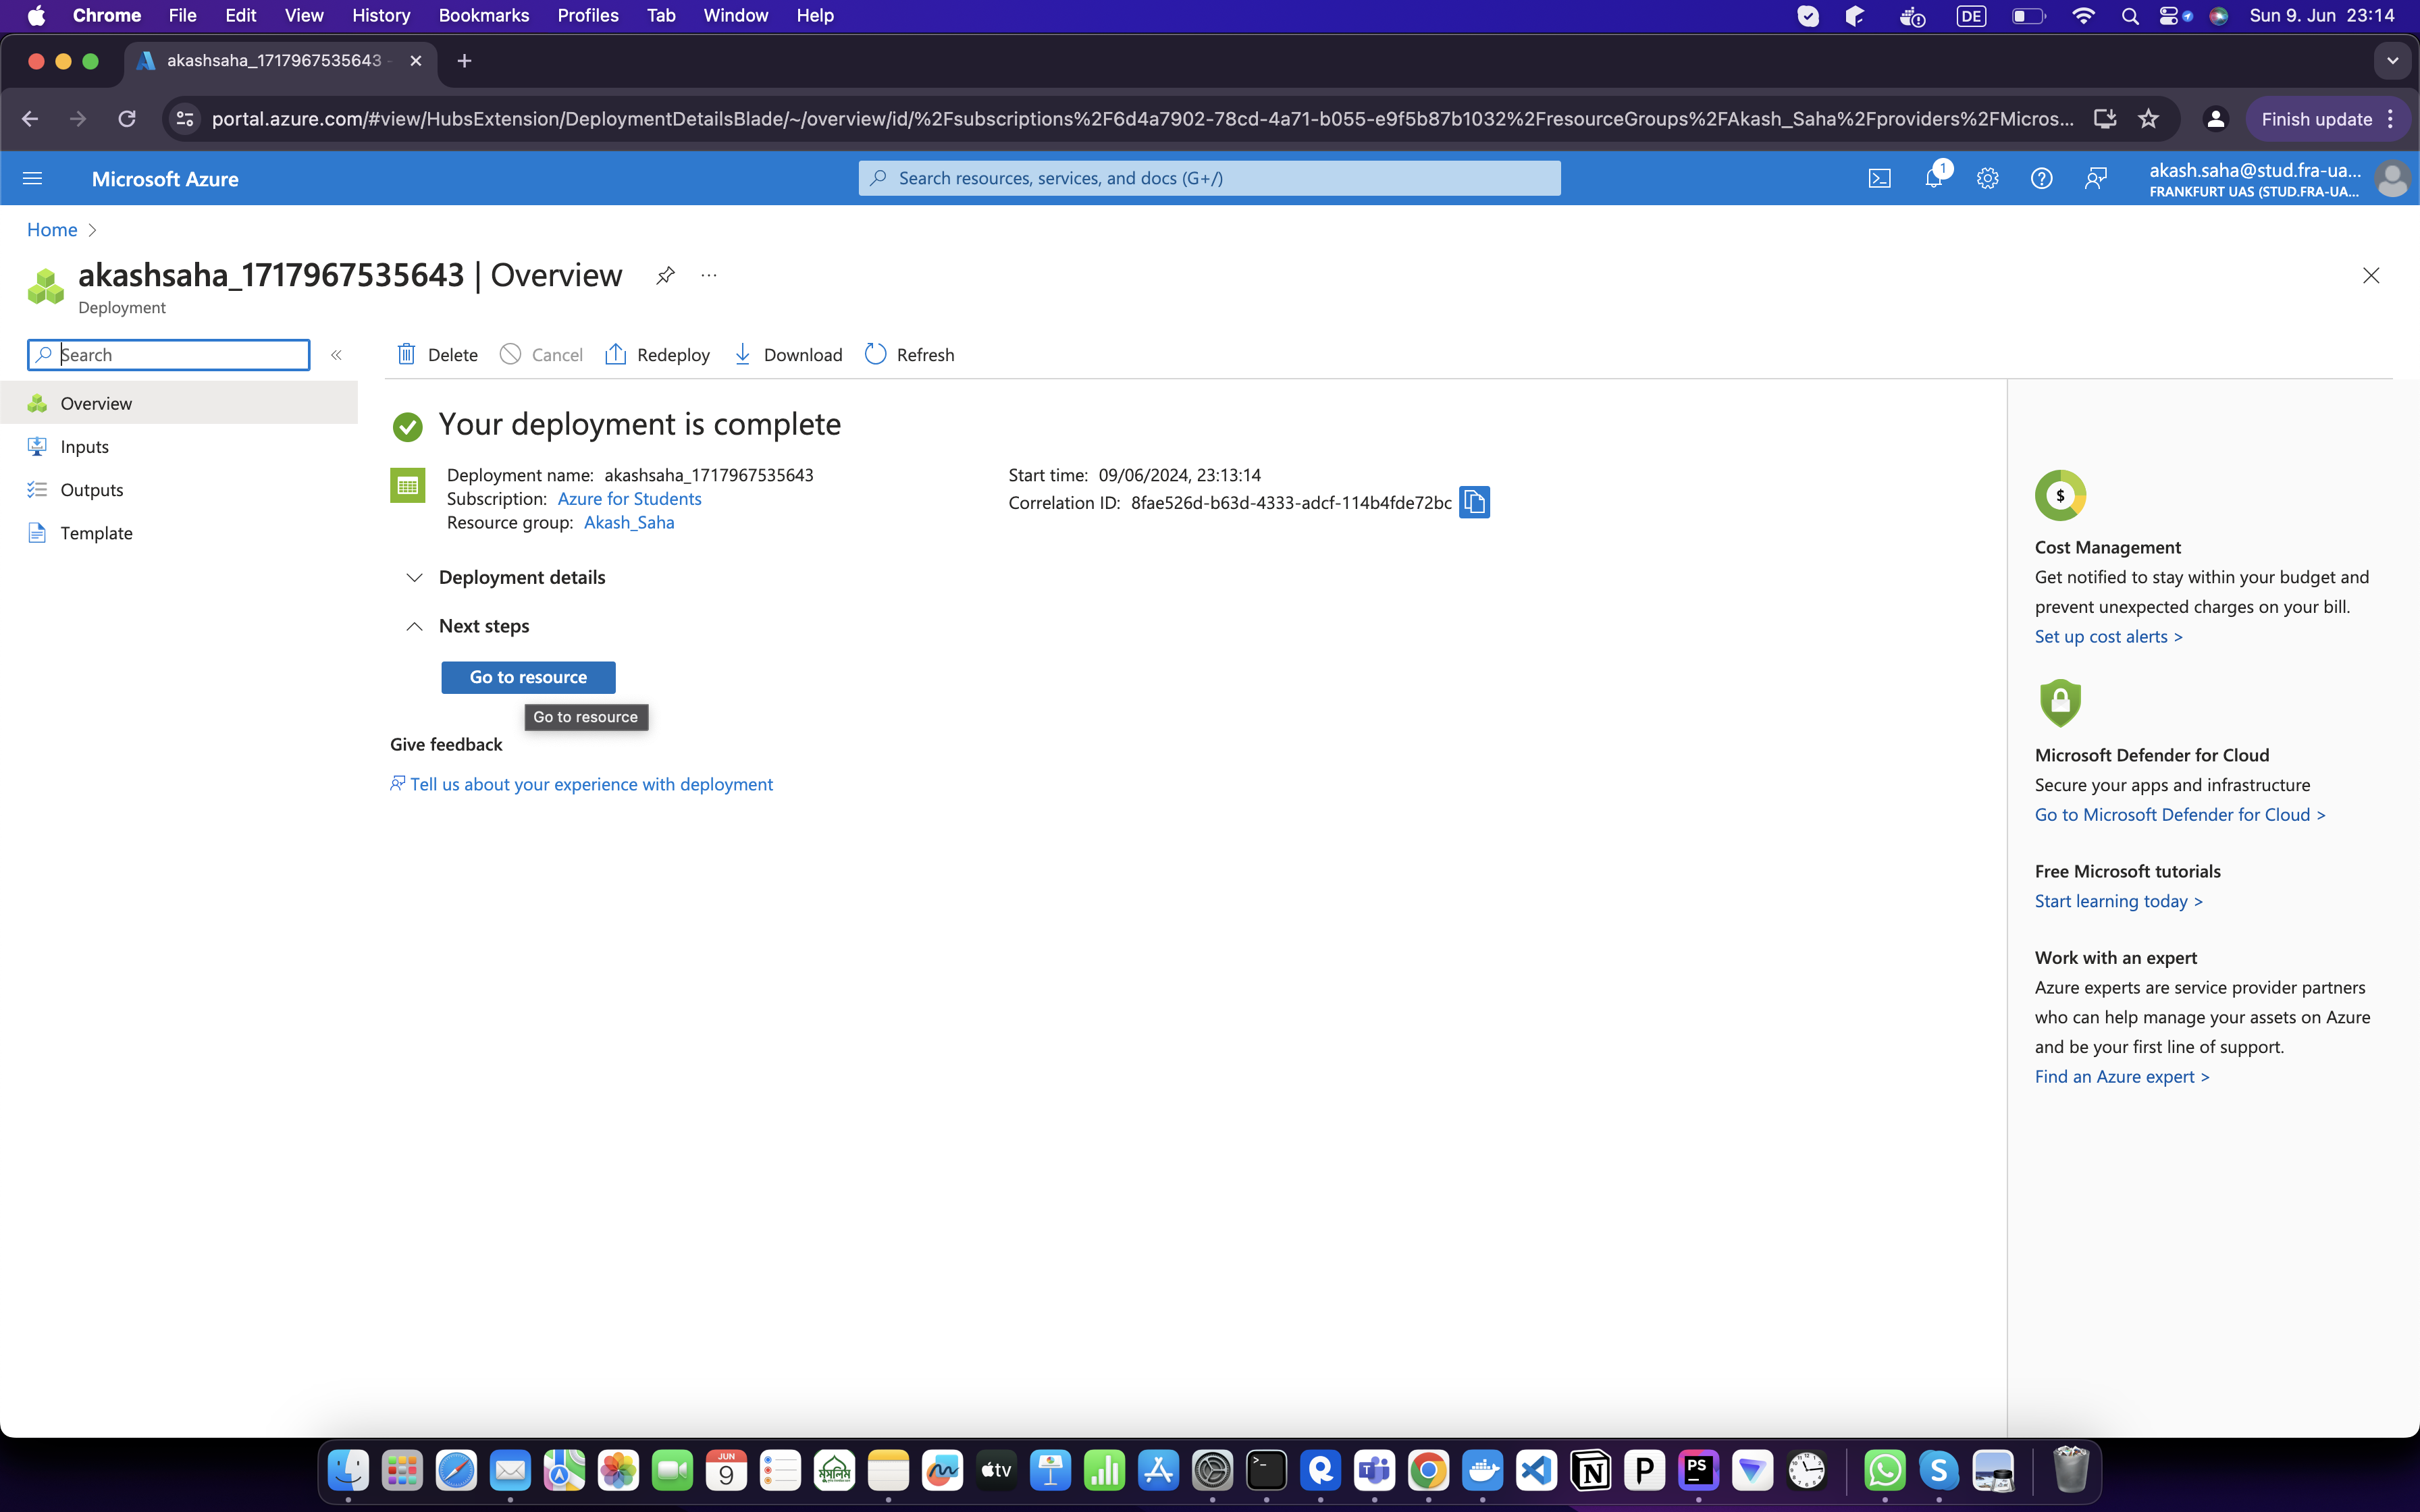 Chrome File Edit View History Bookmarks Profiles Tab Window Help
DE
Sun 9. Jun 23:14
akashsaha_1717967535643 -
portal.azure.com/#view/HubsExtension/DeploymentDetailsBlade/~/overview/id/%2Fsubscriptions%2F6d4a7902-78cd-4a71-b055-e9f5b87b1032%2FresourceGroups%2FAkash_Saha%2Fproviders%2FMicros...
Finish update
Microsoft Azure
Search resources, services, and docs (G+/)
1
akash.saha@stud.fra-ua...
FRANKFURT UAS (STUD.FRA-UA...
Home
akashsaha_1717967535643 | Overview
Deployment
Search
Delete Cancel Redeploy Download Refresh
Overview
Inputs
Outputs
Template
Your deployment is complete
Deployment name: akashsaha_1717967535643
Subscription: Azure for Students
Resource group: Akash_Saha
Start time: 09/06/2024, 23:13:14
Correlation ID: 8fae526d-b63d-4333-adcf-114b4fde72bc
Deployment details
Next steps
Go to resource
Go to resource
Give feedback
Tell us about your experience with deployment
$
Cost Management
Get notified to stay within your budget and
prevent unexpected charges on your bill.
Set up cost alerts >
Microsoft Defender for Cloud
Secure your apps and infrastructure
Go to Microsoft Defender for Cloud >
Free Microsoft tutorials
Start learning today >
Work with an expert
Azure experts are service provider partners
who can help manage your assets on Azure
and be your first line of support.
Find an Azure expert >
JUN
9
মুসলিম
tv
N
P
PS
S